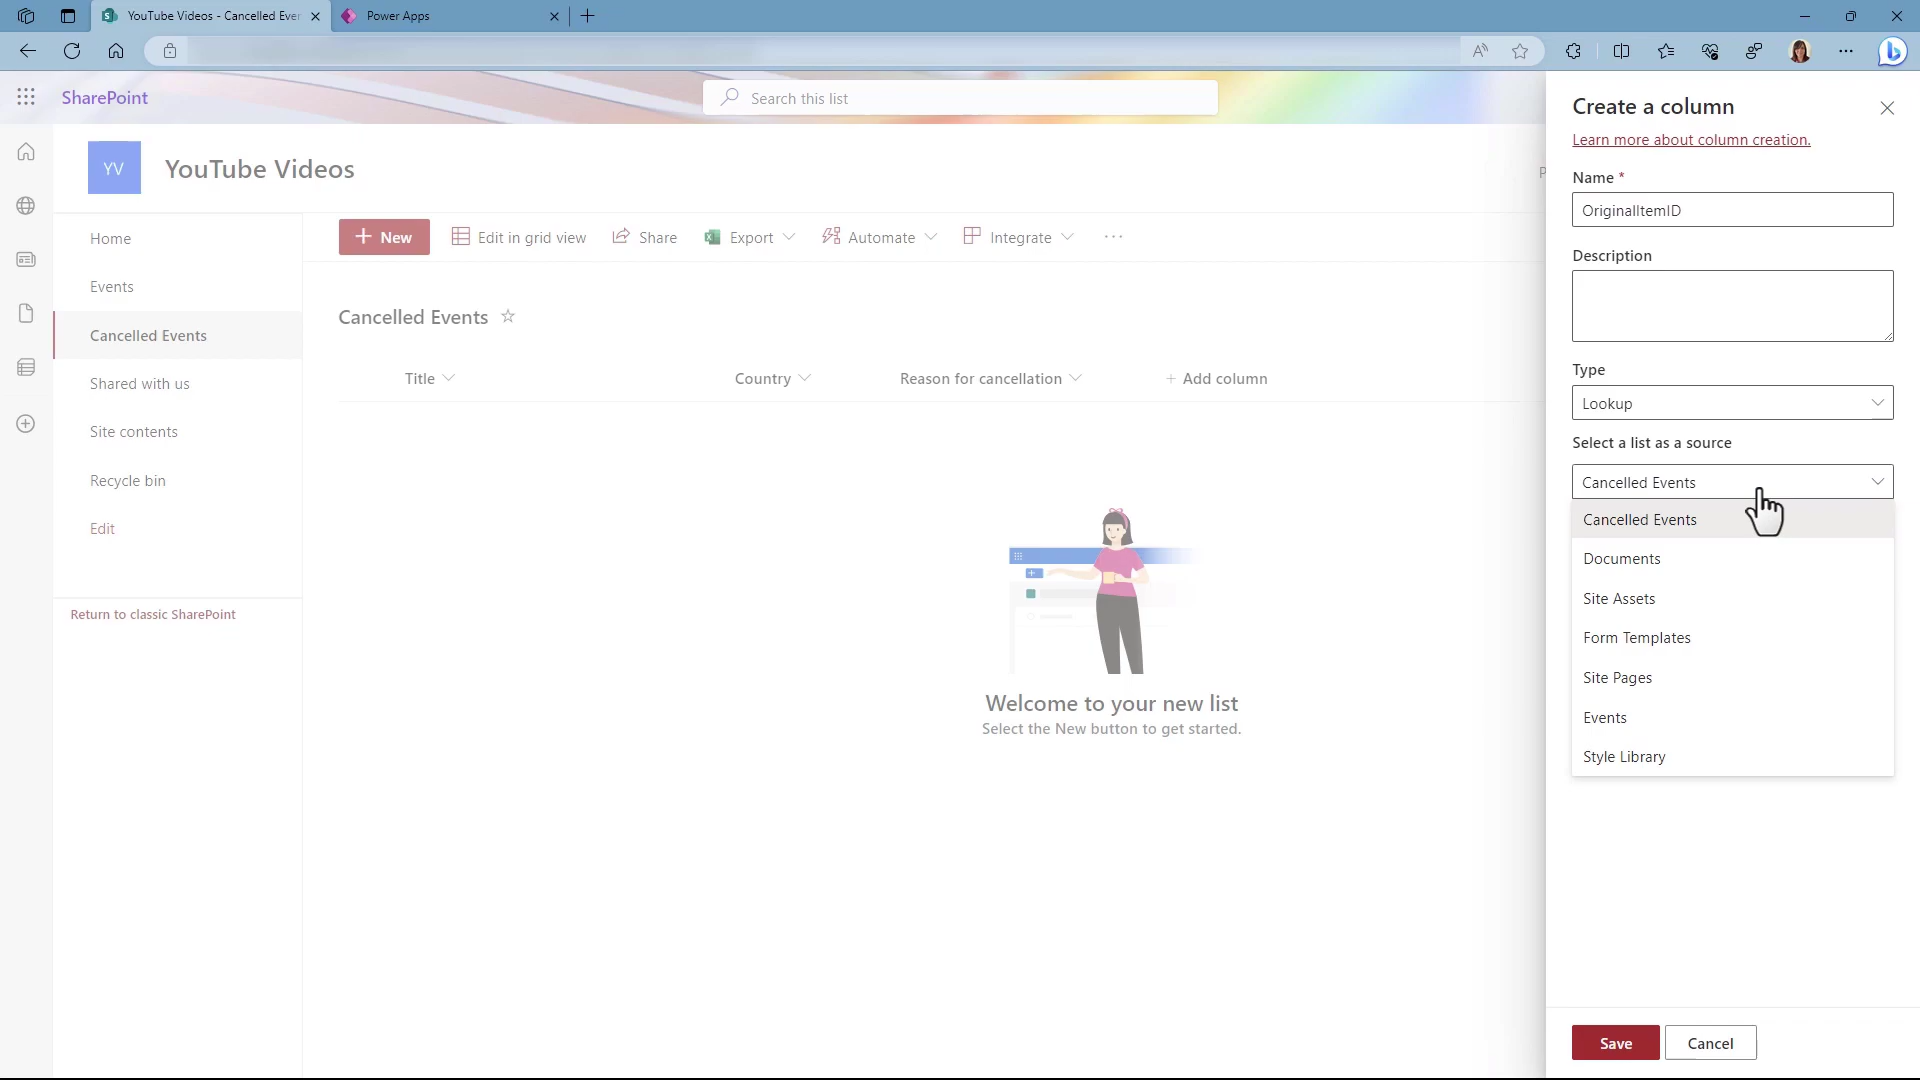 YouTube Videos - Cancelled Ever
Power Apps
SharePoint
Search this list
YV
YouTube Videos
Home
Events
Cancelled Events
Shared with us
Site contents
Recycle bin
Edit
Return to classic SharePoint
New
Edit in grid view
Share
Export
Automate
Integrate
Cancelled Events
Title
Country
Reason for cancellation
+ Add column
Welcome to your new list
Select the New button to get started.
Create a column
Learn more about column creation.
Name *
OriginalItemID
Description
Type
Lookup
Select a list as a source
Cancelled Events
Cancelled Events
Documents
Site Assets
Form Templates
Site Pages
Events
Style Library
Save
Cancel